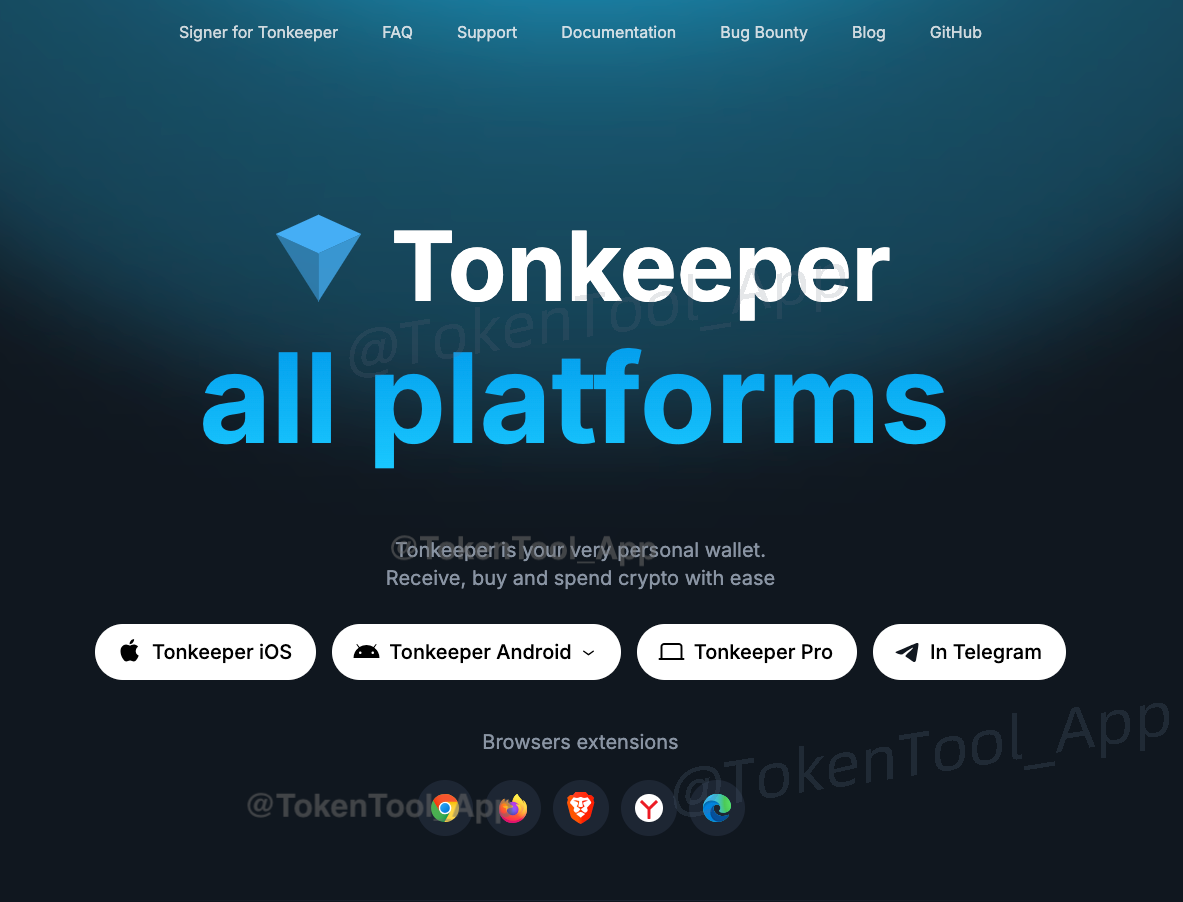 Signer for Tonkeeper FAQ Support Documentation Bug Bounty Blog GitHub
Tonkeeper
@TokenTool_App
all platforms
@TokenTool_App
Tonkeeper is your very personal wallet.
Receive, buy and spend crypto with ease
Tonkeeper iOS Tonkeeper Android Tonkeeper Pro In Telegram
Browsers extensions
@TokenTool_App
@TokenTool_App